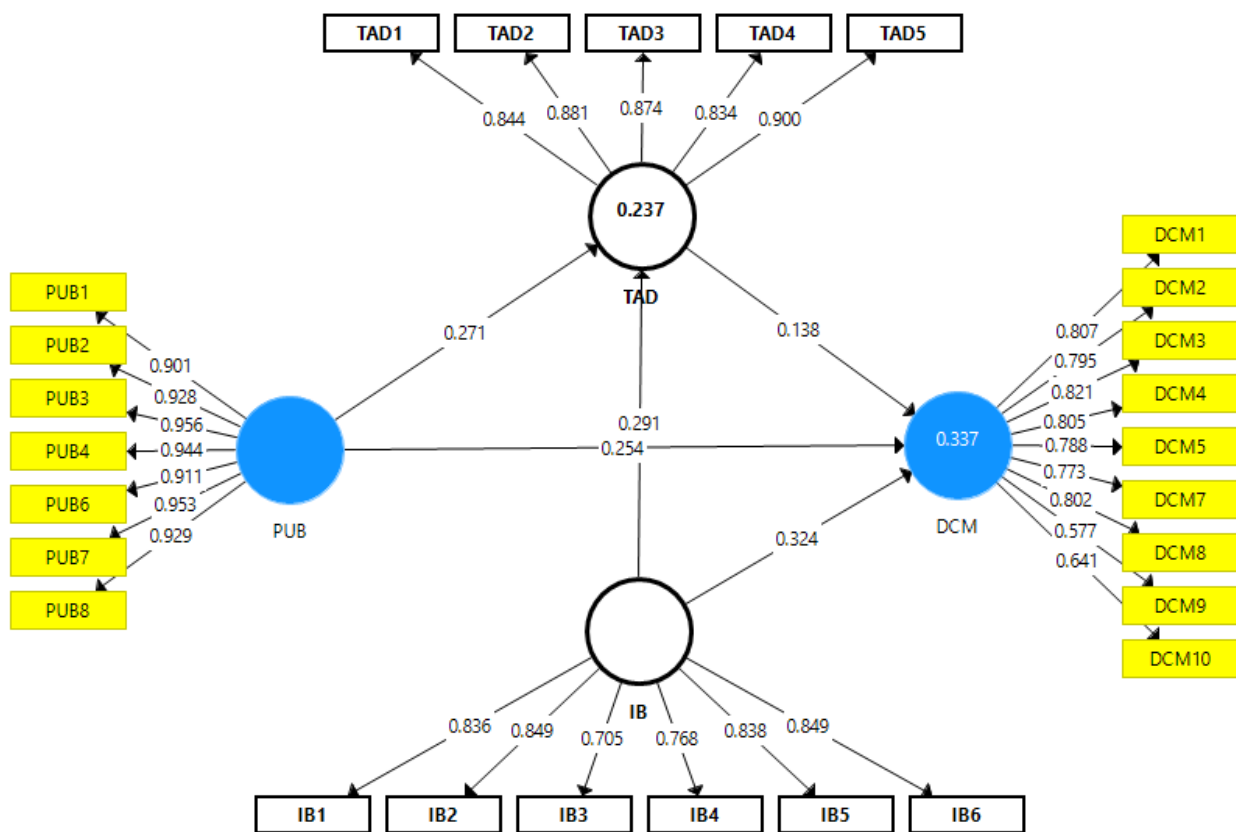 TAD1 TAD2 TAD3 TAD4 TAD5
0.844 0.881 0.874 0.834 0.900
0.237
TAD
PUB1
PUB2
PUB3
PUB4
PUB6
PUB7
PUB8
0.901
0.928
0.956
0.944
0.911
0.953
0.929
PUB
0.271
0.138
0.291
0.254
0.324
0.337
DCM
0.807
0.795
0.821
0.805
0.788
0.773
0.802
0.577
0.641
DCM1
DCM2
DCM3
DCM4
DCM5
DCM7
DCM8
DCM9
DCM10
IB
0.836 0.849 0.705 0.768 0.838 0.849
IB1 IB2 IB3 IB4 IB5 IB6